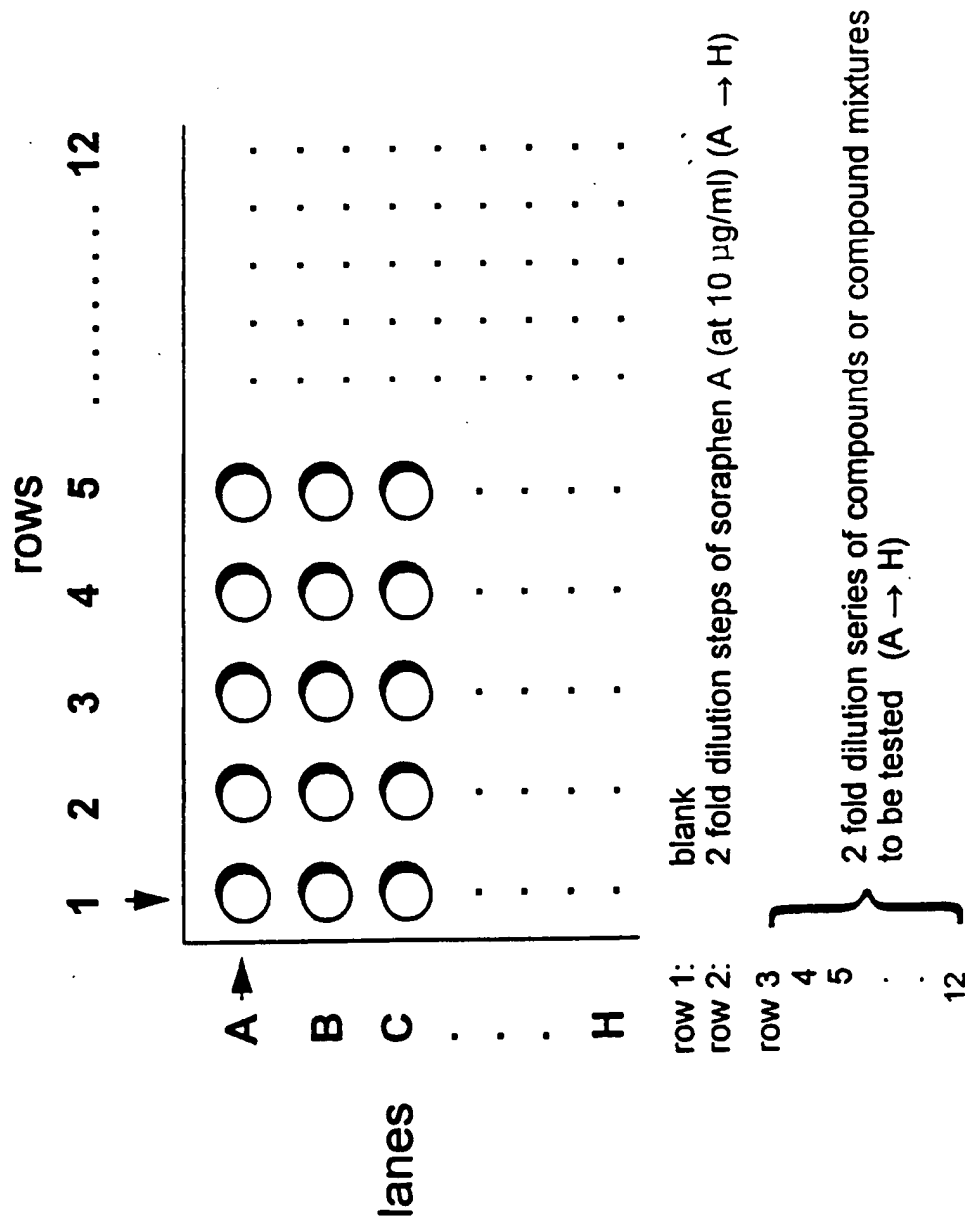 rows
1 2 3 4 5 ........ 12
A
B
C
.
.
.
H
lanes
row 1: blank
row 2: 2 fold dilution steps of soraphen A (at 10 µg/ml) (A → H)
row 3
4
5
.
.
12
2 fold dilution series of compounds or compound mixtures
to be tested (A → H)